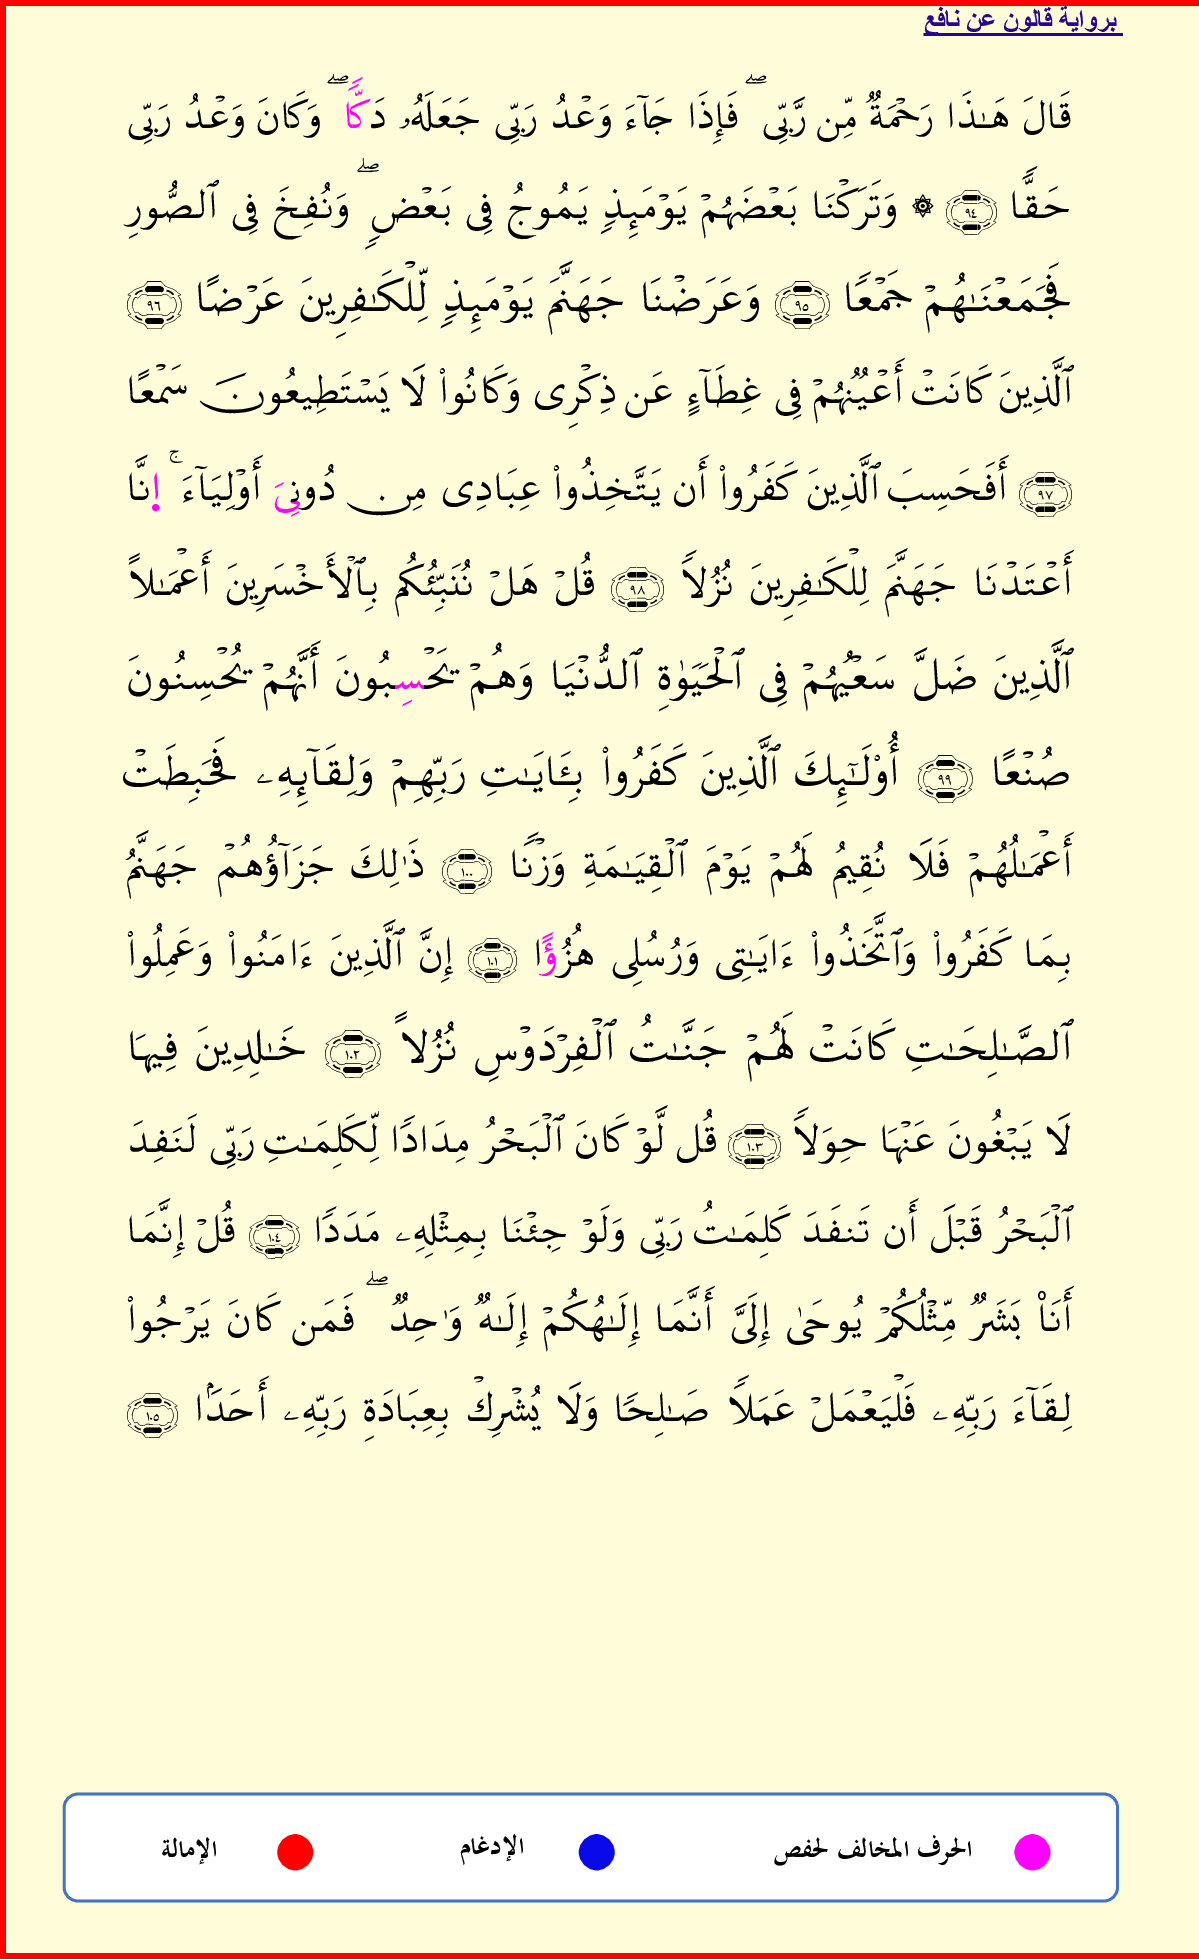 برواية قالون عن نافع
قَالَ هَـٰذَا رَحْمَةٌ مِّن رَّبِّى ۖ فَإِذَا جَآءَ وَعْدُ رَبِّى جَعَلَهُۥ دَكًّا ۖ وَكَانَ وَعْدُ رَبِّى
حَقًّا ٩٤ ۞ وَتَرَكْنَا بَعْضَهُمْ يَوْمَئِذٍ يَمُوجُ فِى بَعْضٍ ۖ وَنُفِخَ فِى ٱلصُّورِ
فَجَمَعْنَـٰهُمْ جَمْعًا ٩٥ وَعَرَضْنَا جَهَنَّمَ يَوْمَئِذٍ لِّلْكَـٰفِرِينَ عَرْضًا ٩٦
ٱلَّذِينَ كَانَتْ أَعْيُنُهُمْ فِى غِطَآءٍ عَن ذِكْرِى وَكَانُوا۟ لَا يَسْتَطِيعُونَ سَمْعًا
٩٧ أَفَحَسِبَ ٱلَّذِينَ كَفَرُوا۟ أَن يَتَّخِذُوا۟ عِبَادِى مِن دُونِىَ أَوْلِيَآءَ ۚ إِنَّا
أَعْتَدْنَا جَهَنَّمَ لِلْكَـٰفِرِينَ نُزُلاً ٩٨ قُلْ هَلْ نُنَبِّئُكُم بِٱلْأَخْسَرِينَ أَعْمَـٰلاً
ٱلَّذِينَ ضَلَّ سَعْيُهُمْ فِى ٱلْحَيَوٰةِ ٱلدُّنْيَا وَهُمْ يَحْسِبُونَ أَنَّهُمْ يُحْسِنُونَ
صُنْعًا ٩٩ أُو۟لَـٰٓئِكَ ٱلَّذِينَ كَفَرُوا۟ بِـَٔايَـٰتِ رَبِّهِمْ وَلِقَآئِهِۦ فَحَبِطَتْ
أَعْمَـٰلُهُمْ فَلَا نُقِيمُ لَهُمْ يَوْمَ ٱلْقِيَـٰمَةِ وَزْنًا ١٠٠ ذَٰلِكَ جَزَآؤُهُمْ جَهَنَّمُ
بِمَا كَفَرُوا۟ وَٱتَّخَذُوا۟ ءَايَـٰتِى وَرُسُلِى هُزُؤًا ١٠١ إِنَّ ٱلَّذِينَ ءَامَنُوا۟ وَعَمِلُوا۟
ٱلصَّـٰلِحَـٰتِ كَانَتْ لَهُمْ جَنَّـٰتُ ٱلْفِرْدَوْسِ نُزُلاً ١٠٢ خَـٰلِدِينَ فِيهَا
لَا يَبْغُونَ عَنْهَا حِوَلاً ١٠٣ قُل لَّوْ كَانَ ٱلْبَحْرُ مِدَادًا لِّكَلِمَـٰتِ رَبِّى لَنَفِدَ
ٱلْبَحْرُ قَبْلَ أَن تَنفَدَ كَلِمَـٰتُ رَبِّى وَلَوْ جِئْنَا بِمِثْلِهِۦ مَدَدًا ١٠٤ قُلْ إِنَّمَا
أَنَا۠ بَشَرٌ مِّثْلُكُمْ يُوحَىٰ إِلَىَّ أَنَّمَا إِلَـٰهُكُمْ إِلَـٰهٌ وَٰحِدٌ ۖ فَمَن كَانَ يَرْجُوا۟
لِقَآءَ رَبِّهِۦ فَلْيَعْمَلْ عَمَلاً صَـٰلِحًا وَلَا يُشْرِكْ بِعِبَادَةِ رَبِّهِۦ أَحَدًۢا ١٠٥
الحرف المخالف لحفص الإدغام الإمالة